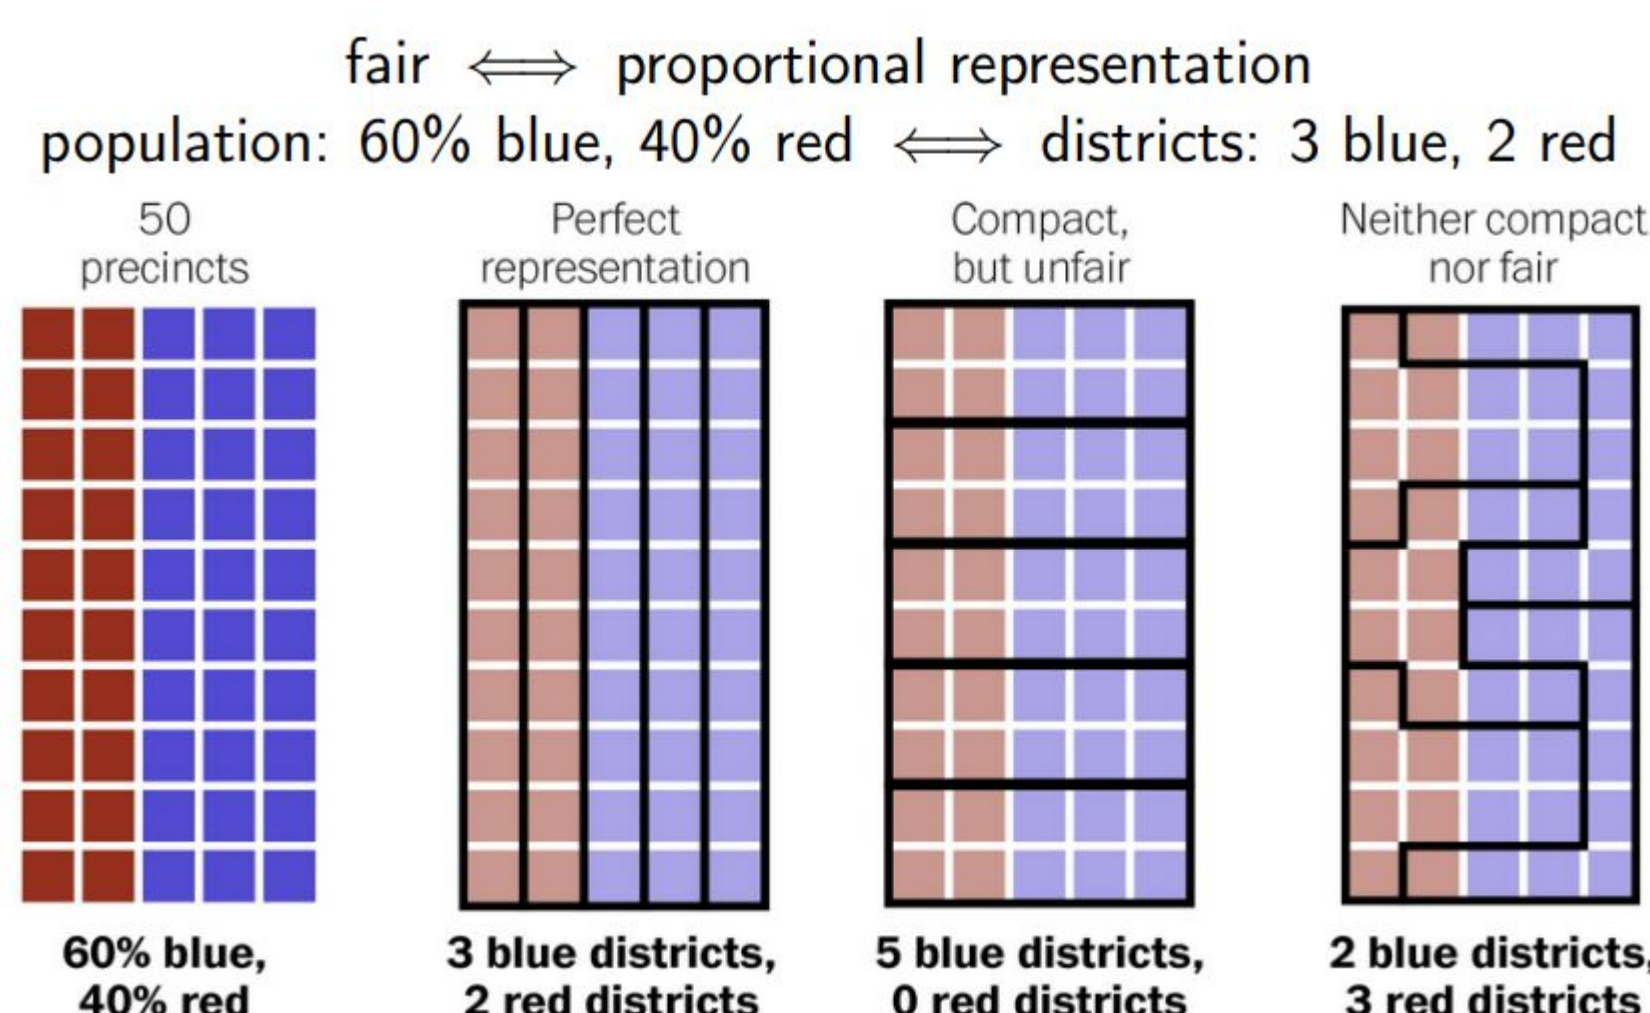 fair ⟺ proportional representation
population: 60% blue, 40% red ⟺ districts: 3 blue, 2 red
50
precincts
Perfect
representation
Compact,
but unfair
Neither compact
nor fair
60% blue,
40% red
3 blue districts,
2 red districts
5 blue districts,
0 red districts
2 blue districts,
3 red districts